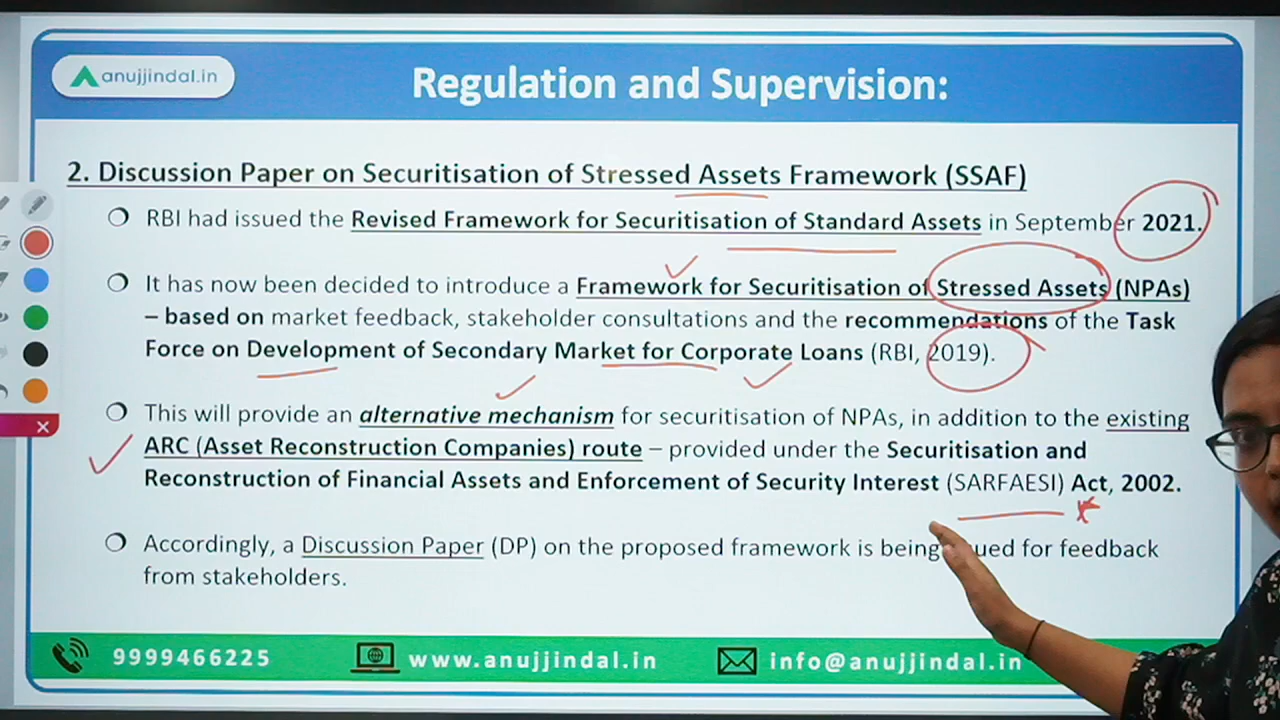 anujjindal.in
Regulation and Supervision:
2. Discussion Paper on Securitisation of Stressed Assets Framework (SSAF)
RBI had issued the Revised Framework for Securitisation of Standard Assets in September 2021.
It has now been decided to introduce a Framework for Securitisation of Stressed Assets (NPAs)
– based on market feedback, stakeholder consultations and the recommendations of the Task
Force on Development of Secondary Market for Corporate Loans (RBI, 2019).
This will provide an alternative mechanism for securitisation of NPAs, in addition to the existing
ARC (Asset Reconstruction Companies) route – provided under the Securitisation and
Reconstruction of Financial Assets and Enforcement of Security Interest (SARFAESI) Act, 2002.
Accordingly, a Discussion Paper (DP) on the proposed framework is being for feedback
from stakeholders.
9999466225
www.anujjindal.in
info@anujjindal.in